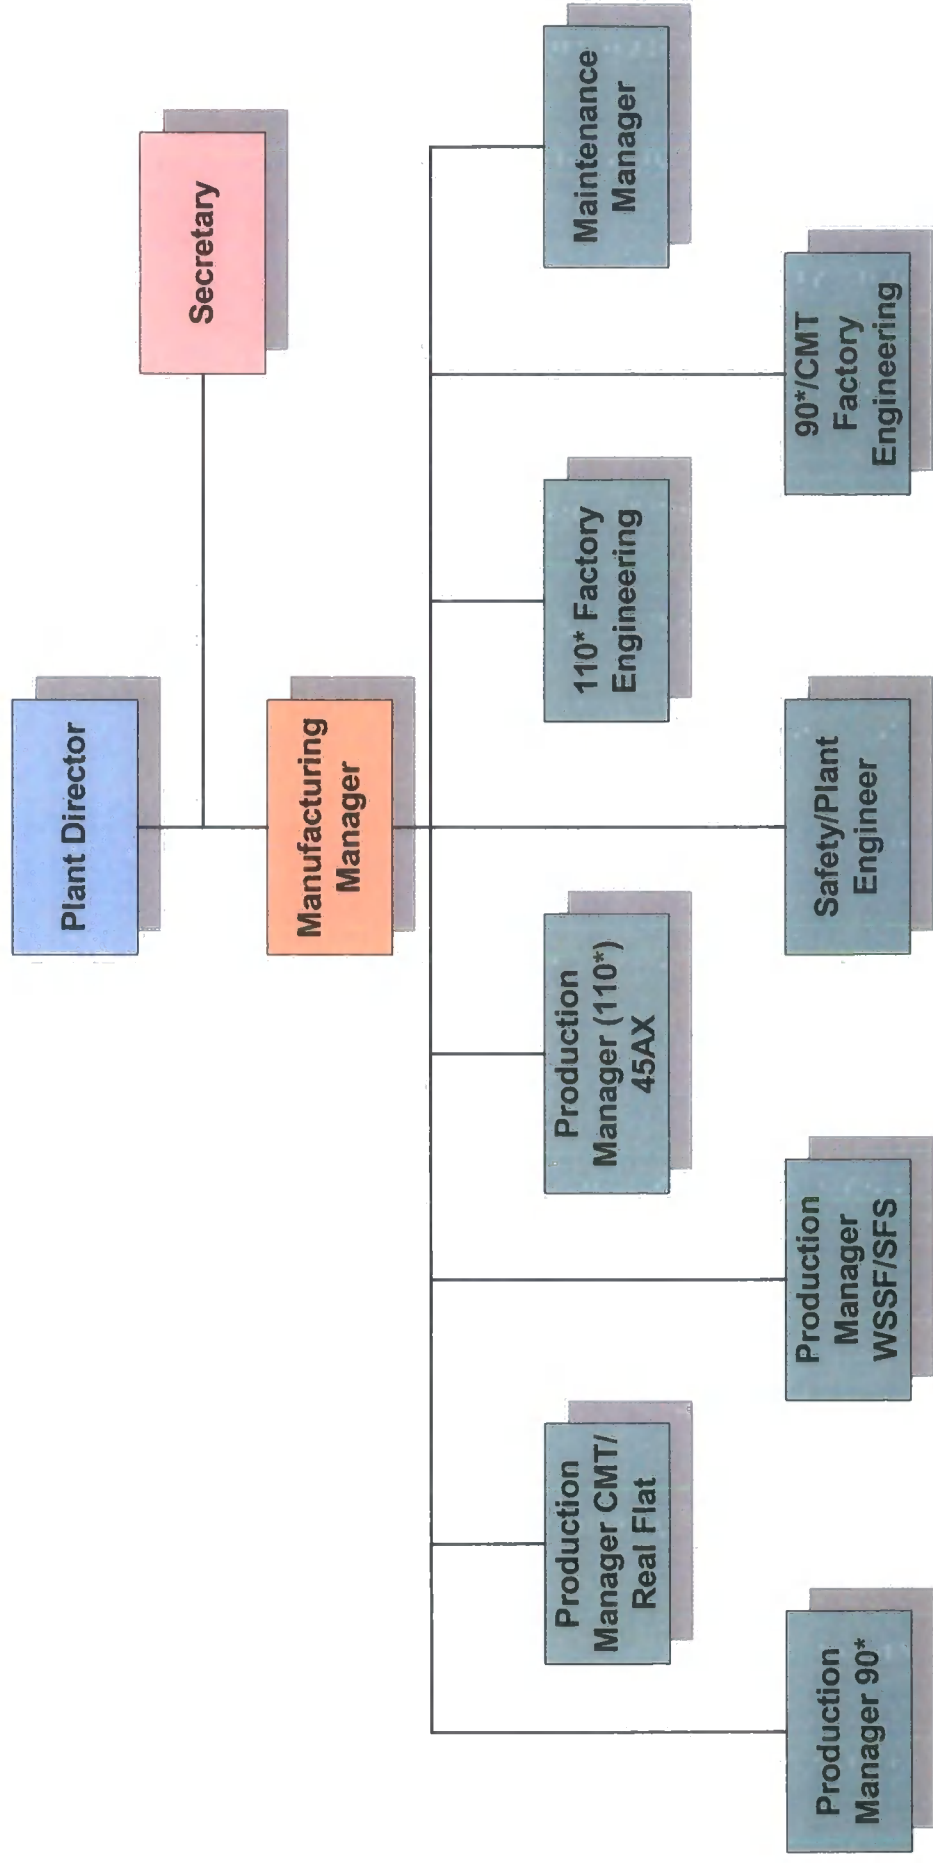 Plant Director
Secretary
Manufacturing
Manager
Production
Manager CMT/
Real Flat
Production
Manager (110*)
45AX
110* Factory
Engineering
Maintenance
Manager
Production
Manager 90*
Production
Manager
WSSF/SFS
Safety/Plant
Engineer
90*/CMT
Factory
Engineering